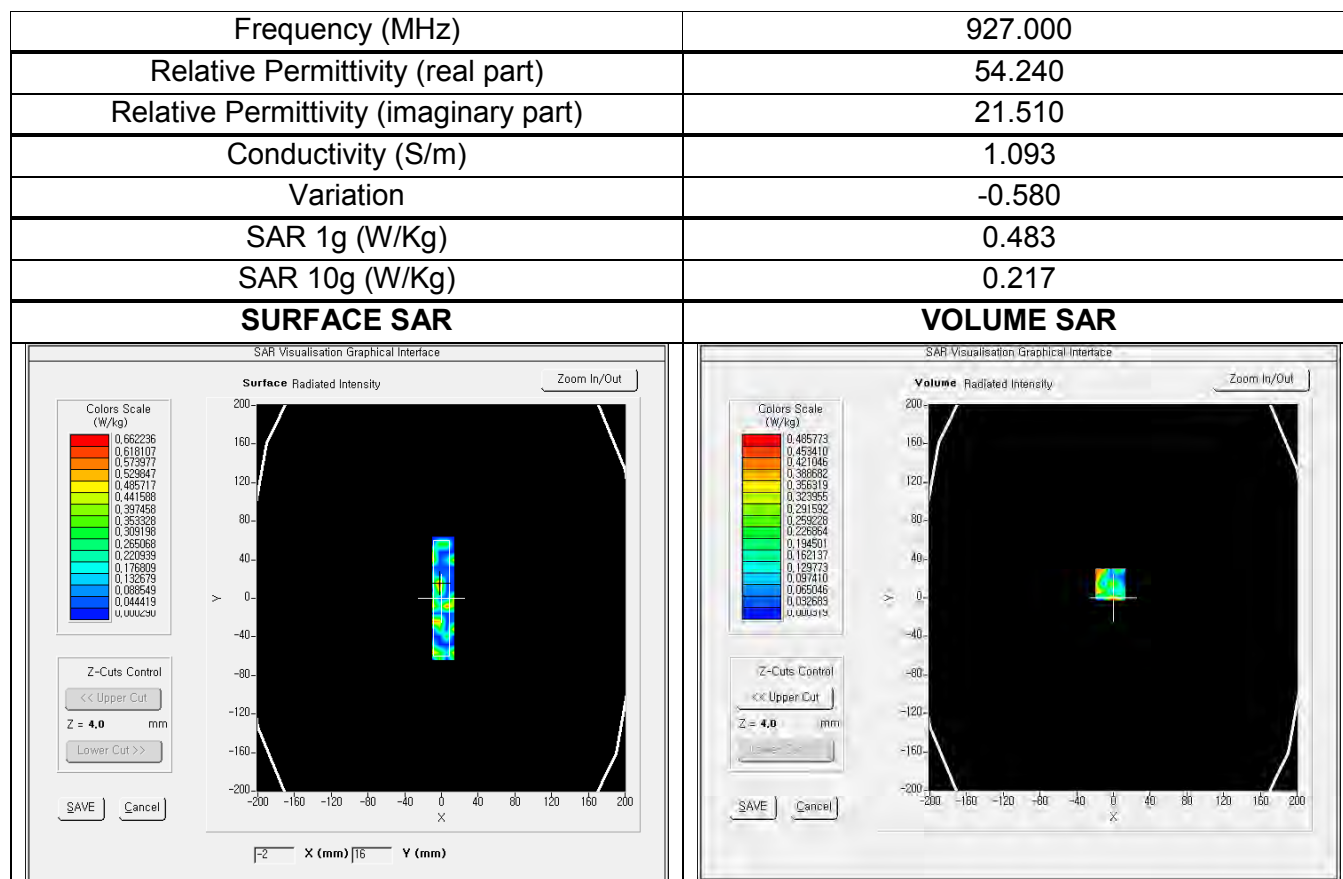 Frequency (MHz) 927.000
Relative Permittivity (real part) 54.240
Relative Permittivity (imaginary part) 21.510
Conductivity (S/m) 1.093
Variation -0.580
SAR 1g (W/Kg) 0.483
SAR 10g (W/Kg) 0.217
SURFACE SAR VOLUME SAR
SAR Visualisation Graphical Interface
Surface Radiated Intensity
Zoom In/Out
Colors Scale
(W/kg)
0.662236
0.618107
0.573977
0.529847
0.485717
0.441588
0.397458
0.353328
0.309198
0.265068
0.220939
0.176809
0.132679
0.088549
0.044419
0.000290
Z-Cuts Control
<< Upper Cut
Z = 4.0 mm
Lower Cut >>
SAVE Cancel
200
160
120
80
40
0
-40
-80
-120
-160
-200
Y
-200 -160 -120 -80 -40 0 40 80 120 160 200
X
-2 X (mm) 16 Y (mm)
SAR Visualisation Graphical Interface
Volume Radiated Intensity
Zoom In/Out
Colors Scale
(W/kg)
0.485773
0.453410
0.421046
0.388682
0.356319
0.323955
0.291592
0.259228
0.226864
0.194501
0.162137
0.129773
0.097410
0.065046
0.032683
0.000319
Z-Cuts Control
<< Upper Cut
Z = 4.0 mm
Lower Cut
SAVE Cancel
200
160
120
80
40
0
-40
-80
-120
-160
-200
Y
-200 -160 -120 -80 -40 0 40 80 120 160 200
X